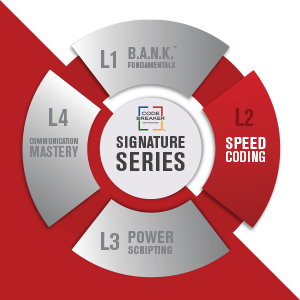 L1 B.A.N.K.™
FUNDAMENTALS
CODE
BREAKER
SIGNATURE
SERIES
L2
SPEED
CODING
L3 POWER
SCRIPTING
L4
COMMUNICATION
MASTERY